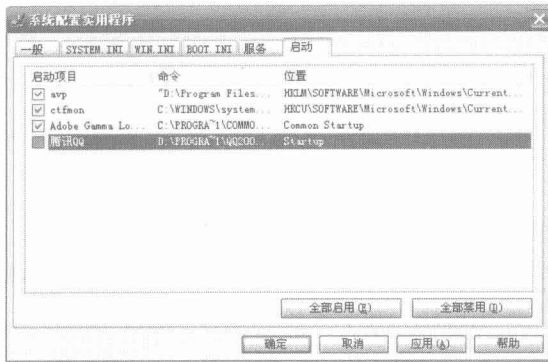 系统配置实用程序
一般 SYSTEM.INI WIN.INI BOOT.INI 服务 启动
启动项目 命令 位置
avp "D:\Program Files... HKLM\SOFTWARE\Microsoft\Windows\Current...
ctfmon C:\WINDOWS\system... HKCU\SOFTWARE\Microsoft\Windows\Current...
Adobe Gamma Lo... C:\PROGRA~1\COMMO... Common Startup
腾讯QQ D:\PROGRA~1\QQ200... Startup
全部启用(E) 全部禁用(D)
确定 取消 应用(A) 帮助